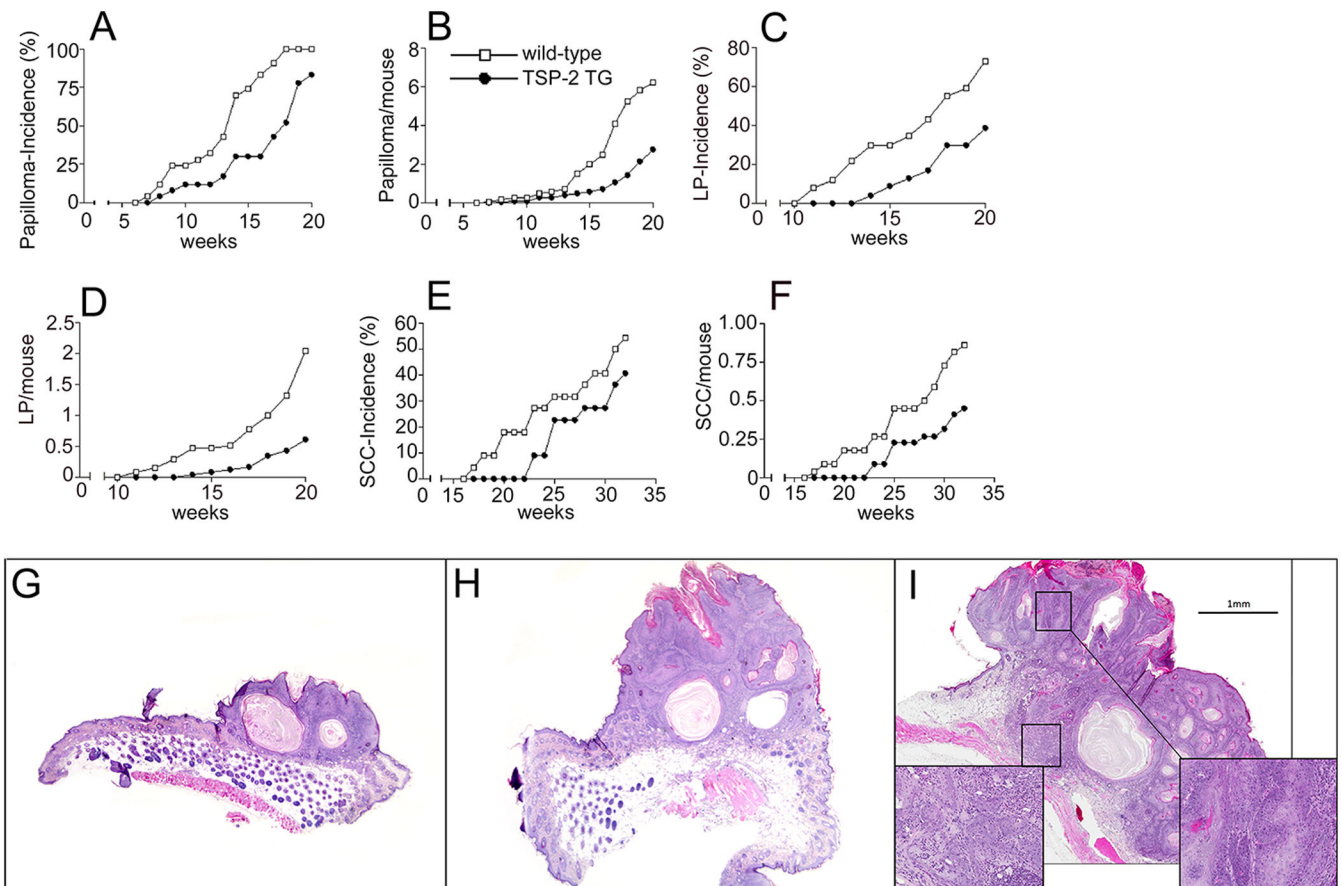 A
Papilloma-Incidence (%)
100
75
50
25
0
0 5 10 15 20
weeks
B
Papilloma/mouse
8
6
4
2
0
0 5 10 15 20
weeks
wild-type
TSP-2 TG
C
LP-Incidence (%)
80
60
40
20
0
0 10 15 20
weeks
D
LP/mouse
2.5
2
1
1
0.5
0
0 10 15 20
weeks
E
SCC-Incidence (%)
60
50
40
30
20
10
0
0 15 20 25 30 35
weeks
F
SCC/mouse
1.00
0.75
0.5
0.25
0
0 15 20 25 30 35
weeks
G
H
I
1mm